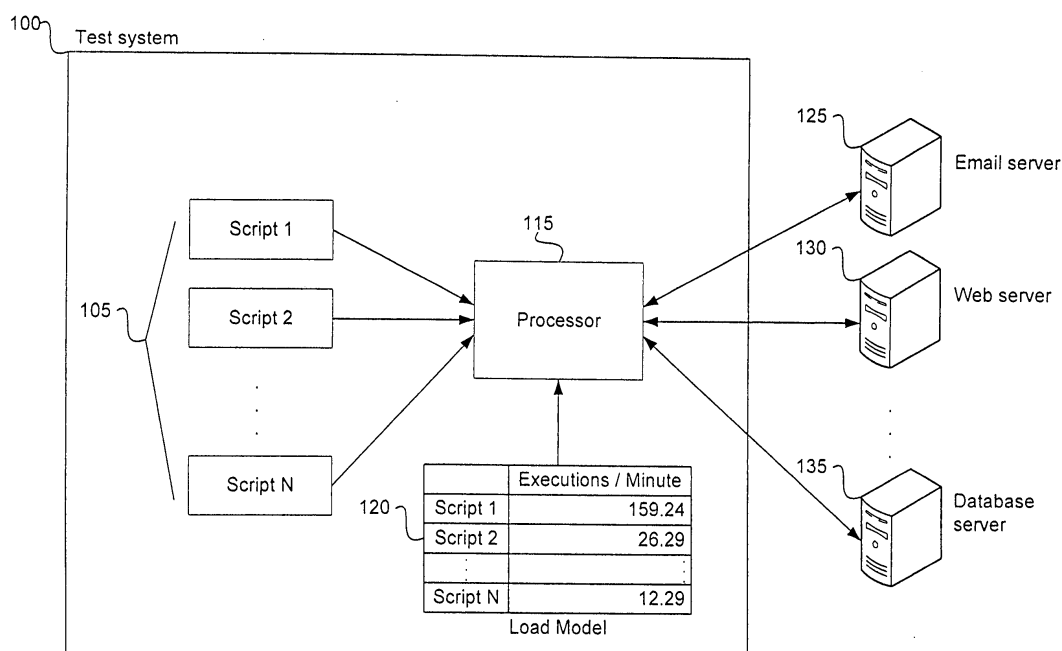 100
Test system
125
Email server
Script 1
115
130
105
Script 2
Processor
Web server
Script N
135
Database
server
120
Executions / Minute
Script 1 159.24
Script 2 26.29
Script N 12.29
Load Model